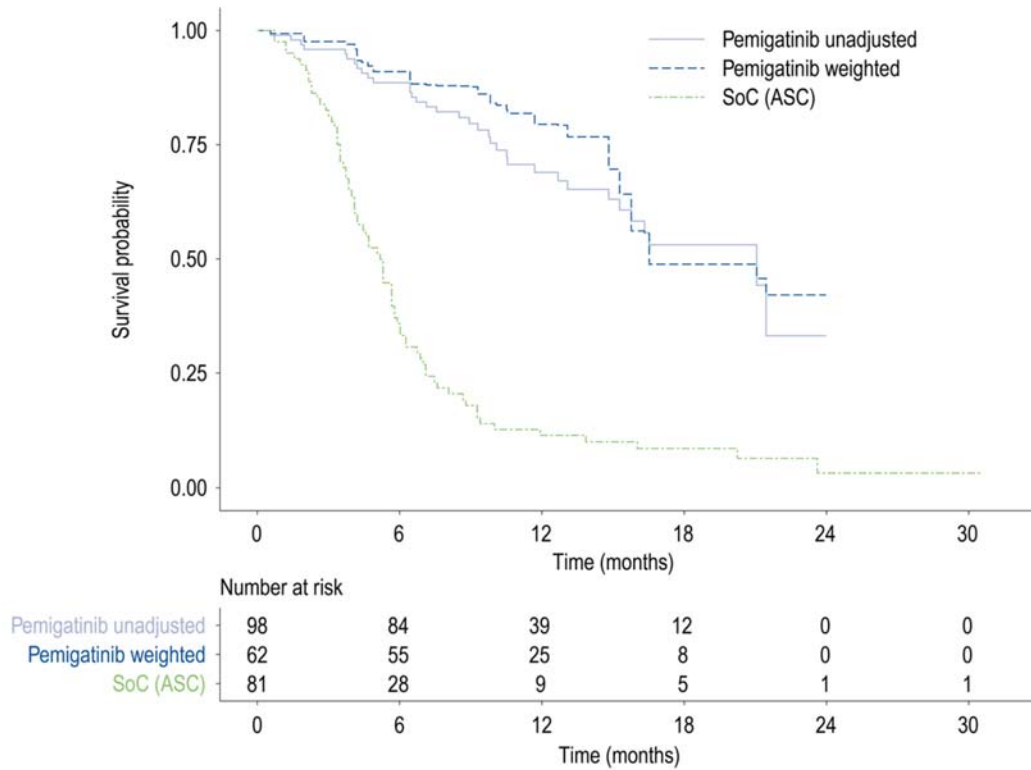 1.00
0.75
0.50
0.25
0.00
Survival probability
Pemigatinib unadjusted
Pemigatinib weighted
SoC (ASC)
0 6 12 18 24 30
Time (months)
Number at risk
Pemigatinib unadjusted 98 84 39 12 0 0
Pemigatinib weighted 62 55 25 8 0 0
SoC (ASC) 81 28 9 5 1 1
0 6 12 18 24 30
Time (months)